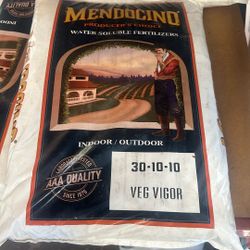 MENDOCINO
PRODUCER'S CHOICE
WATER SOLUBLE FERTILIZERS
INDOOR / OUTDOOR
AAA QUALITY
30-10-10
VEG VIGOR